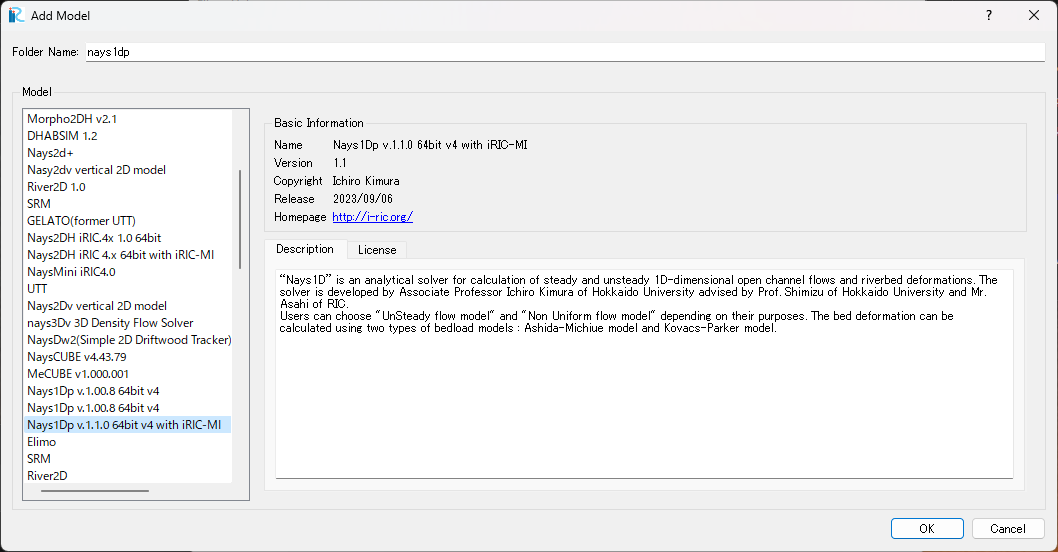 Add Model
?
Folder Name: nays1dp
Model
Morpho2DH v2.1
DHABSIM 1.2
Nays2d+
Nasy2dv vertical 2D model
River2D 1.0
SRM
GELATO(former UTT)
Nays2DH iRIC.4x 1.0 64bit
Nays2DH iRIC 4.x 64bit with iRIC-MI
NaysMini iRIC4.0
UTT
Nays2Dv vertical 2D model
nays3Dv 3D Density Flow Solver
NaysDw2(Simple 2D Driftwood Tracker)
NaysCUBE v4.43.79
MeCUBE v1.000.001
Nays1Dp v.1.00.8 64bit v4
Nays1Dp v.1.00.8 64bit v4
Nays1Dp v.1.1.0 64bit v4 with iRIC-MI
Elimo
SRM
River2D
Basic Information
Name Nays1Dp v.1.1.0 64bit v4 with iRIC-MI
Version 1.1
Copyright Ichiro Kimura
Release 2023/09/06
Homepage http://i-ric.org/
Description License
“Nays1D” is an analytical solver for calculation of steady and unsteady 1D-dimensional open channel flows and riverbed deformations. The
solver is developed by Associate Professor Ichiro Kimura of Hokkaido University advised by Prof. Shimizu of Hokkaido University and Mr.
Asahi of RIC.
Users can choose "UnSteady flow model" and "Non Uniform flow model" depending on their purposes. The bed deformation can be
calculated using two types of bedload models : Ashida-Michiue model and Kovacs-Parker model.
OK Cancel